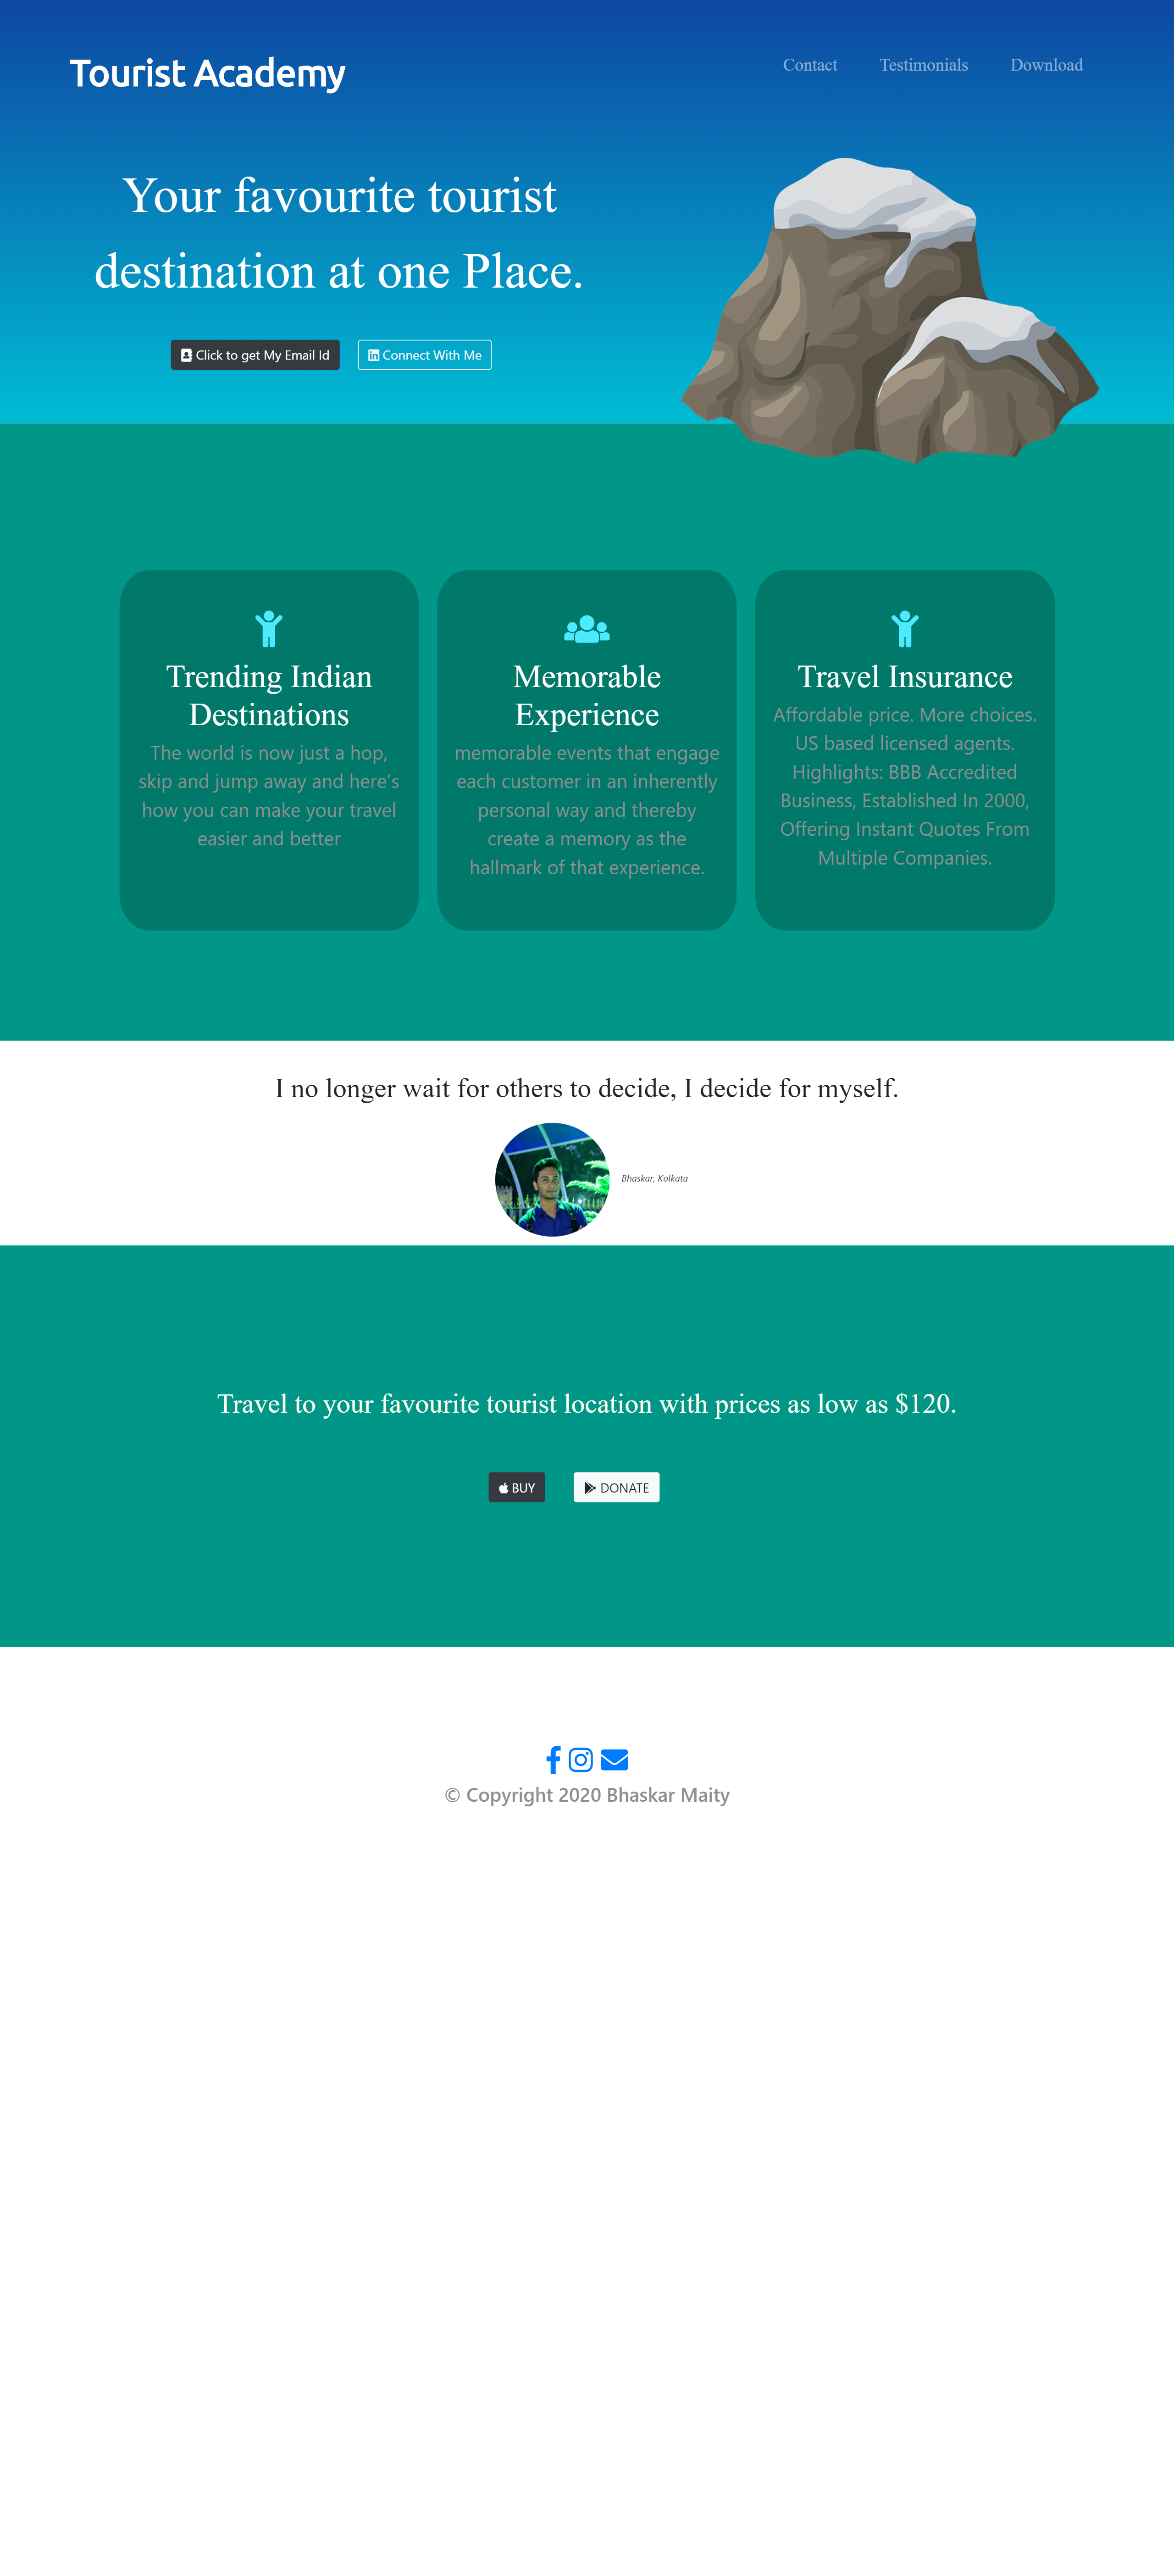 Tourist Academy
Contact Testimonials Download
Your favourite tourist
destination at one Place.
Click to get My Email Id Connect With Me
Trending Indian
Destinations
The world is now just a hop,
skip and jump away and here's
how you can make your travel
easier and better
Memorable
Experience
memorable events that engage
each customer in an inherently
personal way and thereby
create a memory as the
hallmark of that experience.
Travel Insurance
Affordable price. More choices.
US based licensed agents.
Highlights: BBB Accredited
Business, Established In 2000,
Offering Instant Quotes From
Multiple Companies.
I no longer wait for others to decide, I decide for myself.
Bhaskar, Kolkata
Travel to your favourite tourist location with prices as low as $120.
BUY DONATE
© Copyright 2020 Bhaskar Maity